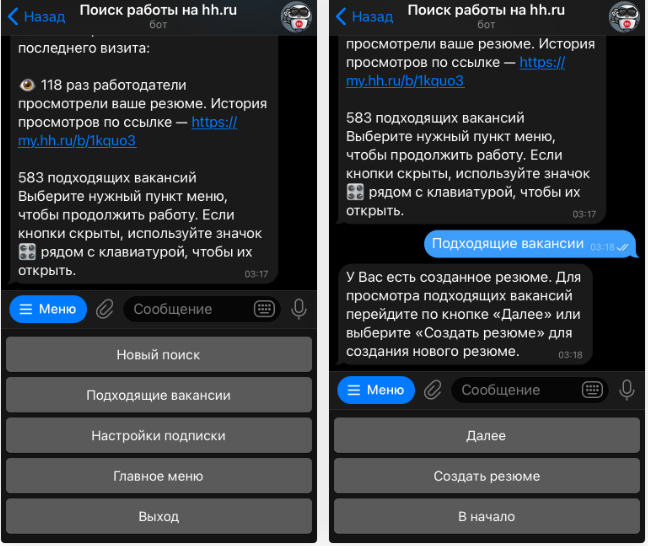 Назад
Поиск работы на hh.ru
бот
последнего визита:
👁 118 раз работодатели
просмотрели ваше резюме. История
просмотров по ссылке — https://
my.hh.ru/b/1kquo3
583 подходящих вакансий
Выберите нужный пункт меню,
чтобы продолжить работу. Если
кнопки скрыты, используйте значок
🎛 рядом с клавиатурой, чтобы их
открыть.
03:17
Меню
Сообщение
Новый поиск
Подходящие вакансии
Настройки подписки
Главное меню
Выход
Назад
Поиск работы на hh.ru
бот
просмотрели ваше резюме. История
просмотров по ссылке — https://
my.hh.ru/b/1kquo3
583 подходящих вакансий
Выберите нужный пункт меню,
чтобы продолжить работу. Если
кнопки скрыты, используйте значок
🎛 рядом с клавиатурой, чтобы их
открыть.
03:17
Подходящие вакансии 03:18
У Вас есть созданное резюме. Для
просмотра подходящих вакансий
перейдите по кнопке «Далее» или
выберите «Создать резюме» для
создания нового резюме.
03:18
Меню
Сообщение
Далее
Создать резюме
В начало